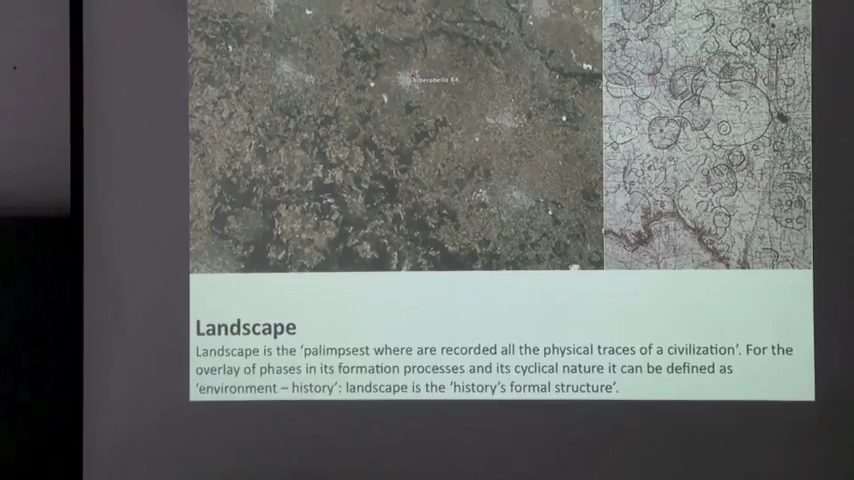 Alberobello BA
Landscape
Landscape is the 'palimpsest where are recorded all the physical traces of a civilization'. For the
overlay of phases in its formation processes and its cyclical nature it can be defined as
'environment – history': landscape is the 'history's formal structure'.